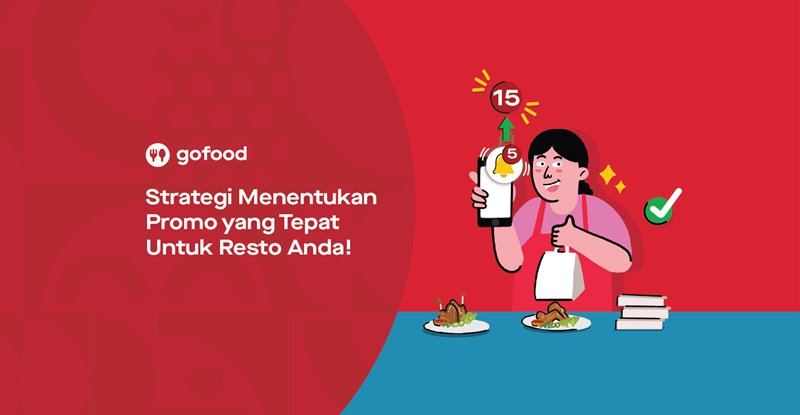 gofood
Strategi Menentukan
Promo yang Tepat
Untuk Resto Anda!
15
5